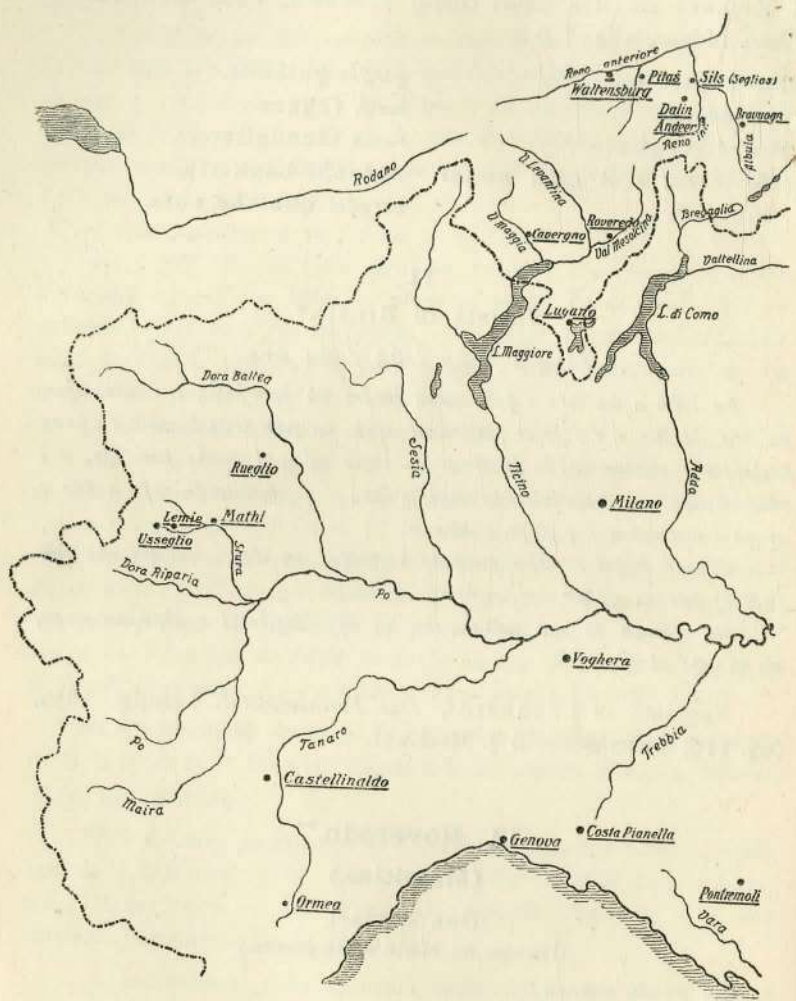 Reno anteriore
Waltensburg
Pitaš
Sils (Seglias)
Dalin
Andeer
Reno
Bravuogn
Albula
Rodano
V. Levantina
V. Maggia
Cavergno
Roveredo
Val Mesolcina
Bregaglia
Valtellina
Lugano
L. Maggiore
L. di Como
Dora Baltea
Rueglio
Sesia
Ticino
Adda
Milano
Lemie
Mathi
Usseglio
Stura
Dora Riparia
Po
Voghera
Po
Tanaro
Trebbia
Castellinaldo
Maira
Costa Pianella
Genova
Ormea
Pontremoli
Vara